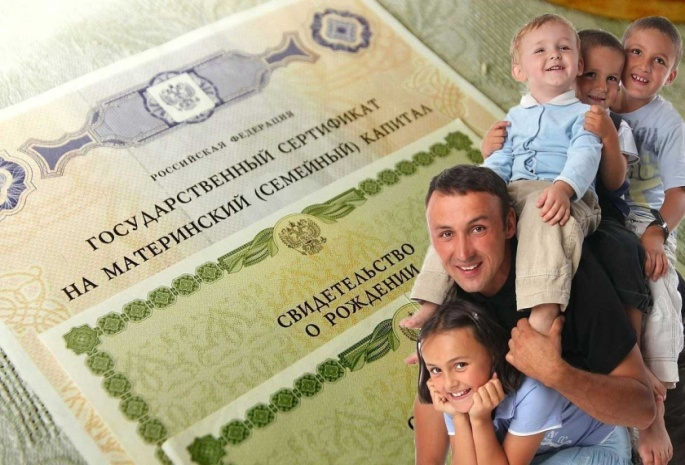 РОССИЙСКАЯ ФЕДЕРАЦИЯ
ГОСУДАРСТВЕННЫЙ СЕРТИФИКАТ
НА МАТЕРИНСКИЙ (СЕМЕЙНЫЙ) КАПИТАЛ
СВИДЕТЕЛЬСТВО
О РОЖДЕНИИ